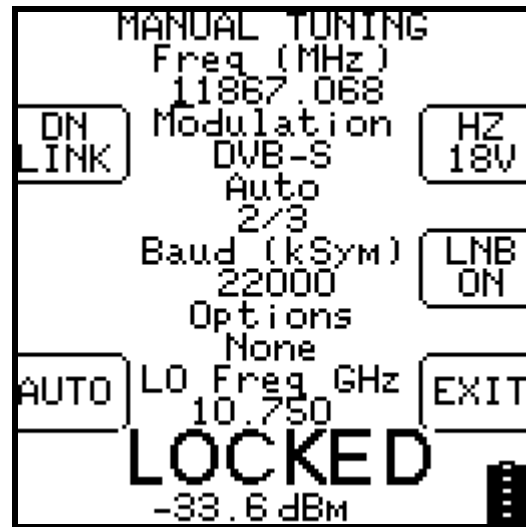 MANUAL TUNING
Freq (MHz)
11867.068
DN LINK
Modulation
HZ 18V
DVB-S
Auto
2/3
Baud (kSym)
LNB ON
22000
Options
None
AUTO
LO Freq GHz
EXIT
10.750
LOCKED
-33.6 dBm